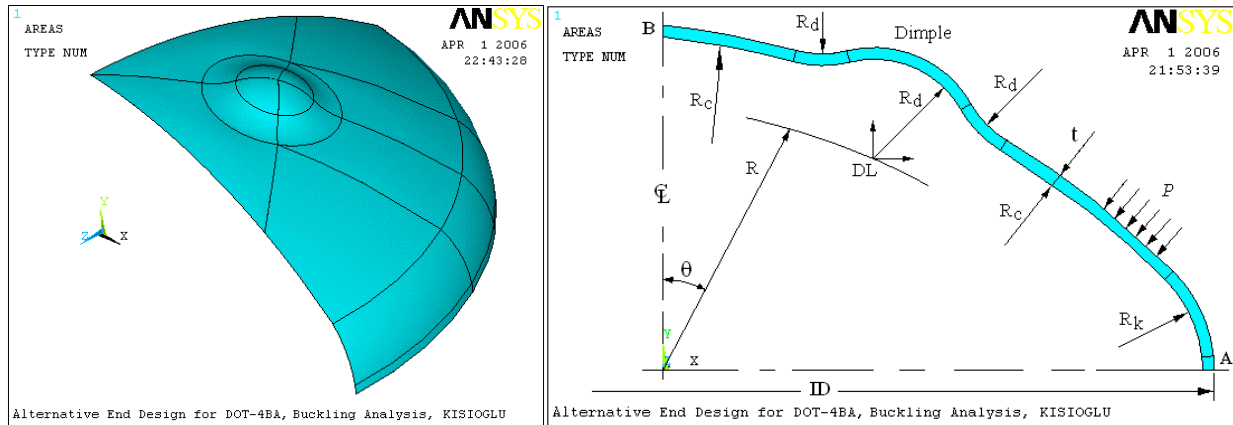 1
AREAS
TYPE NUM
ANSYS
APR 1 2006
22:43:28
Y
Z
X
Alternative End Design for DOT-4BA, Buckling Analysis, KISIOGLU
1
AREAS
TYPE NUM
ANSYS
APR 1 2006
21:53:39
B
Rd
Dimple
Rc
Rd
Rd
t
R
DL
P
CL
Rc
θ
Rk
Y
Z
X
A
ID
Alternative End Design for DOT-4BA, Buckling Analysis, KISIOGLU